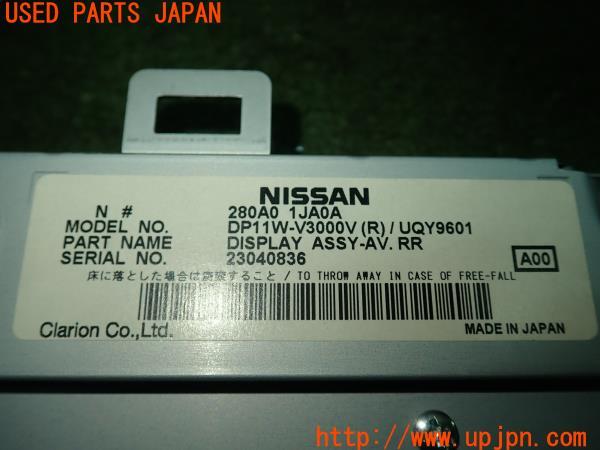 USED PARTS JAPAN
NISSAN
N # 280A0 1JA0A
MODEL NO. DP11W-V3000V (R) / UQY9601
PART NAME DISPLAY ASSY-AV. RR
SERIAL NO. 23040836
A00
床に落とした場合は廃棄すること / TO THROW AWAY IN CASE OF FREE-FALL
Clarion Co.,Ltd.
MADE IN JAPAN
(株)UPJ
http://www.upjpn.com/